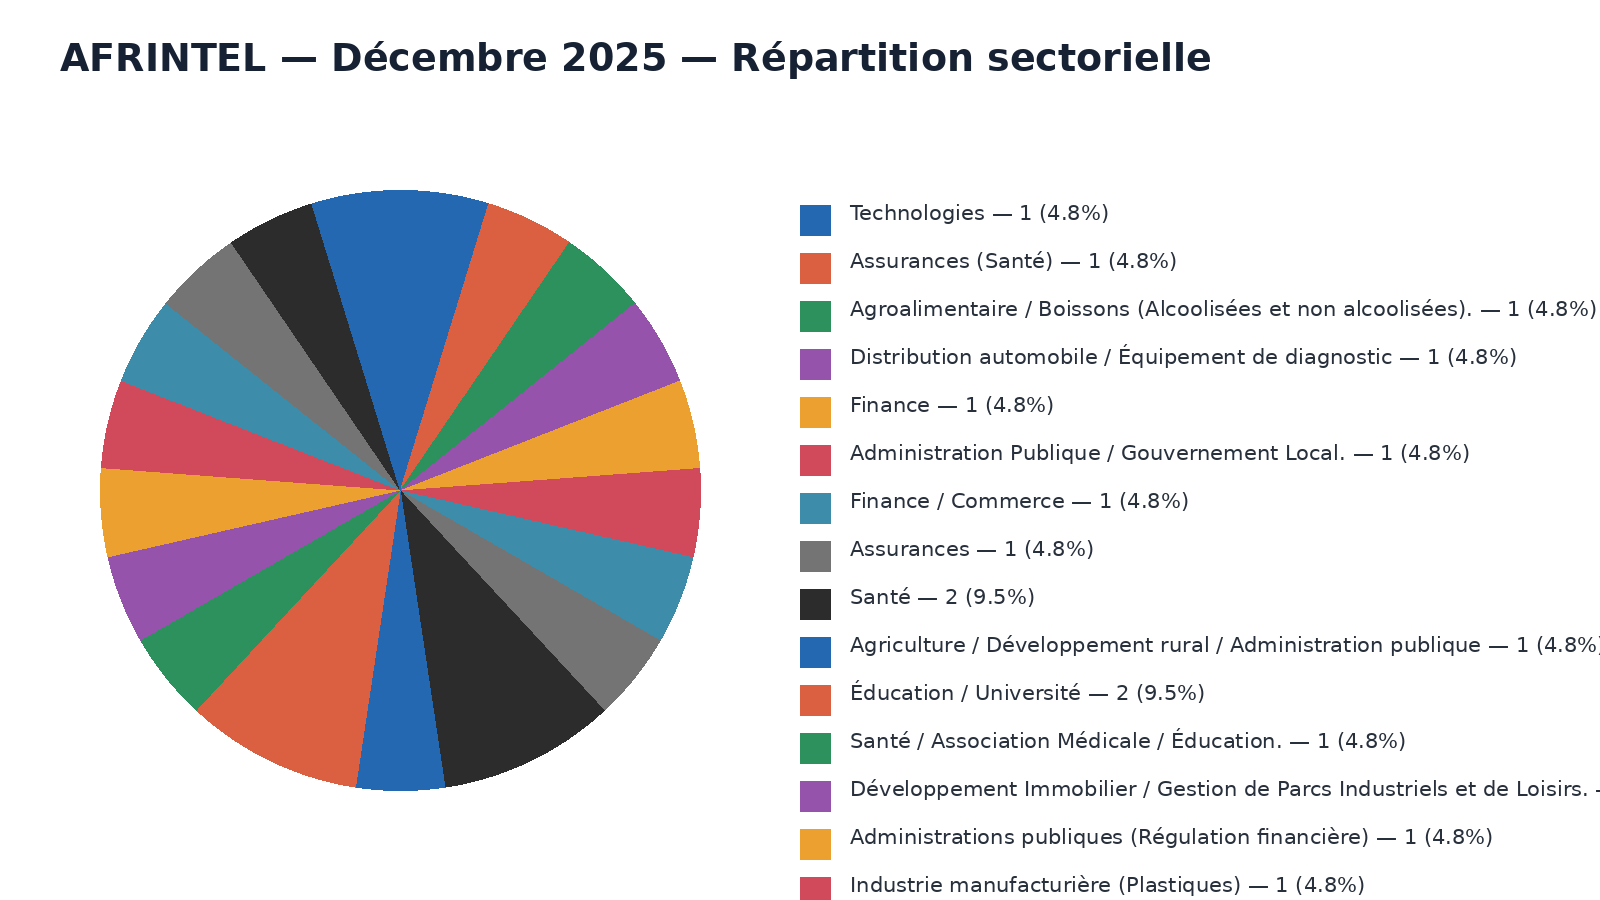 AFRINTEL — Décembre 2025 — Répartition sectorielle
Technologies — 1 (4.8%)
Assurances (Santé) — 1 (4.8%)
Agroalimentaire / Boissons (Alcoolisées et non alcoolisées). — 1 (4.8%)
Distribution automobile / Équipement de diagnostic — 1 (4.8%)
Finance — 1 (4.8%)
Administration Publique / Gouvernement Local. — 1 (4.8%)
Finance / Commerce — 1 (4.8%)
Assurances — 1 (4.8%)
Santé — 2 (9.5%)
Agriculture / Développement rural / Administration publique — 1 (4.8%)
Éducation / Université — 2 (9.5%)
Santé / Association Médicale / Éducation. — 1 (4.8%)
Développement Immobilier / Gestion de Parcs Industriels et de Loisirs. —
Administrations publiques (Régulation financière) — 1 (4.8%)
Industrie manufacturière (Plastiques) — 1 (4.8%)